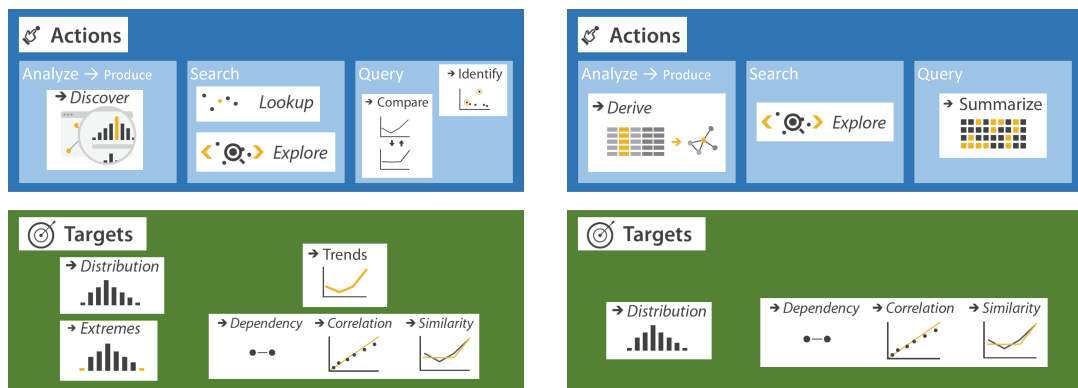 Actions
Analyze → Produce
→ Discover
Search
Lookup
Explore
Query
→ Identify
→ Compare
Targets
→ Distribution
→ Extremes
→ Trends
→ Dependency
→ Correlation
→ Similarity
Actions
Analyze → Produce
→ Derive
Search
Explore
Query
→ Summarize
Targets
→ Distribution
→ Dependency
→ Correlation
→ Similarity